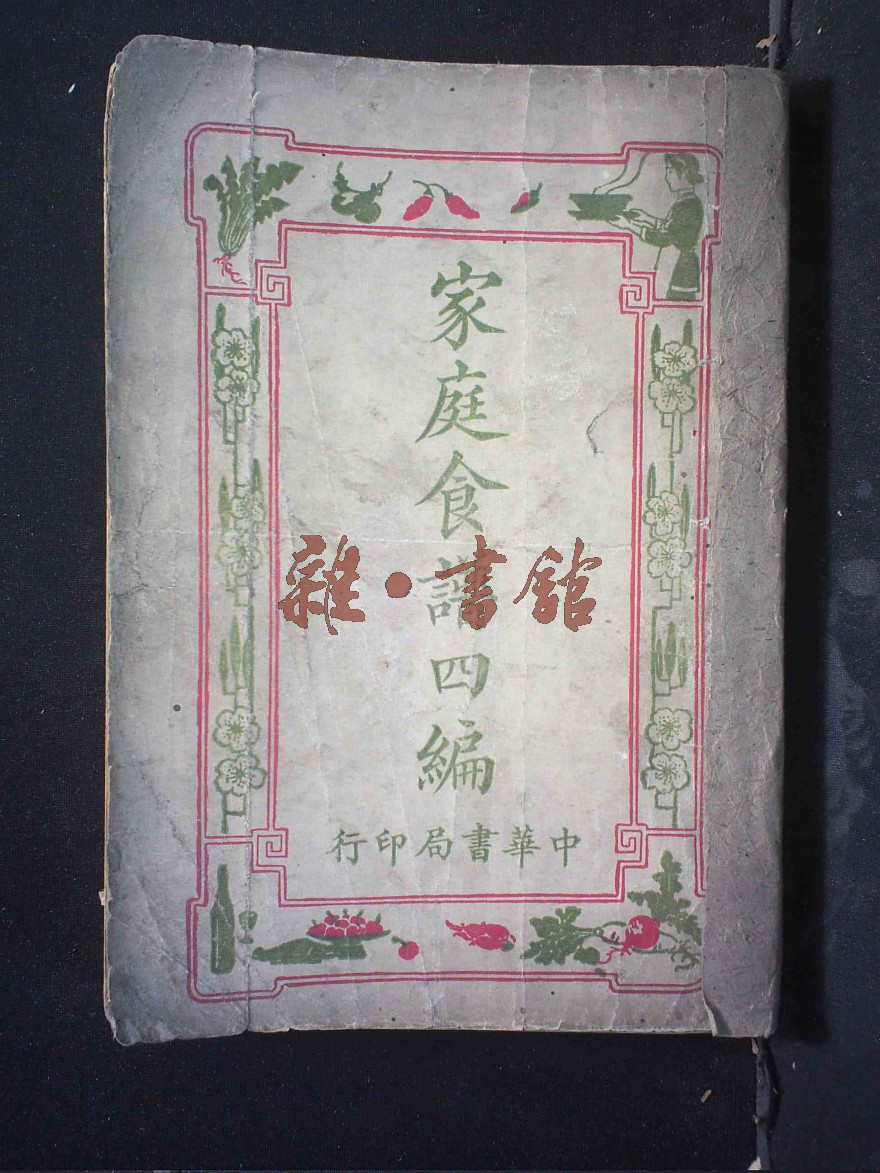 家庭食譜四編
中華書局印行
雜·書館